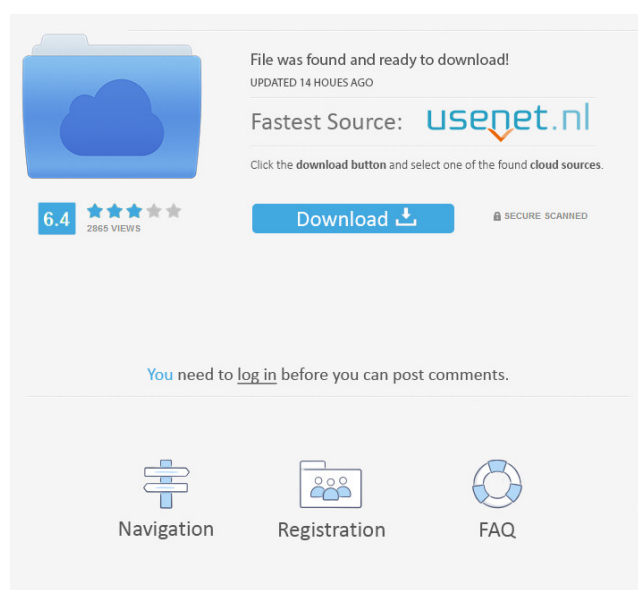 File was found and ready to download!
UPDATED 14 HOUES AGO
Fastest Source: usenet.nl
Click the download button and select one of the found cloud sources.
6.4
2865 VIEWS
Download
SECURE SCANNED
You need to log in before you can post comments.
Navigation
Registration
FAQ